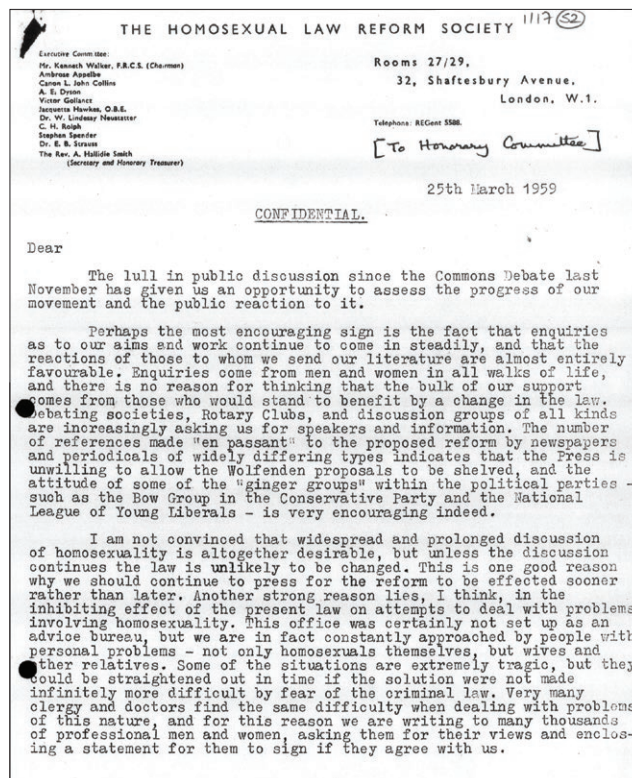 THE HOMOSEXUAL LAW REFORM SOCIETY
1/17 52
Executive Committee:
Mr. Kenneth Walker, F.R.C.S. (Chairman)
Ambrose Appelbe
Canon L. John Collins
A. E. Dyson
Victor Gollancz
Jacquetta Hawkes, O.B.E.
Dr. W. Lindesay Neustatter
C. H. Rolph
Stephen Spender
Dr. E. B. Strauss
The Rev. A. Hallidie Smith
(Secretary and Honorary Treasurer)
Rooms 27/29,
32, Shaftesbury Avenue,
London, W.1.
Telephone: REGent 5588.
[To Honorary Committee]
25th March 1959
CONFIDENTIAL.
Dear
The lull in public discussion since the Commons Debate last
November has given us an opportunity to assess the progress of our
movement and the public reaction to it.
Perhaps the most encouraging sign is the fact that enquiries
as to our aims and work continue to come in steadily, and that the
reactions of those to whom we send our literature are almost entirely
favourable. Enquiries come from men and women in all walks of life,
and there is no reason for thinking that the bulk of our support
comes from those who would stand to benefit by a change in the law.
Debating societies, Rotary Clubs, and discussion groups of all kinds
are increasingly asking us for speakers and information. The number
of references made "en passant" to the proposed reform by newspapers
and periodicals of widely differing types indicates that the Press is
unwilling to allow the Wolfenden proposals to be shelved, and the
attitude of some of the "ginger groups" within the political parties -
such as the Bow Group in the Conservative Party and the National
League of Young Liberals - is very encouraging indeed.
I am not convinced that widespread and prolonged discussion
of homosexuality is altogether desirable, but unless the discussion
continues the law is unlikely to be changed. This is one good reason
why we should continue to press for the reform to be effected sooner
rather than later. Another strong reason lies, I think, in the
inhibiting effect of the present law on attempts to deal with problems
involving homosexuality. This office was certainly not set up as an
advice bureau, but we are in fact constantly approached by people with
personal problems - not only homosexuals themselves, but wives and
other relatives. Some of the situations are extremely tragic, but they
could be straightened out in time if the solution were not made
infinitely more difficult by fear of the criminal law. Very many
clergy and doctors find the same difficulty when dealing with problems
of this nature, and for this reason we are writing to many thousands
of professional men and women, asking them for their views and enclos-
ing a statement for them to sign if they agree with us.